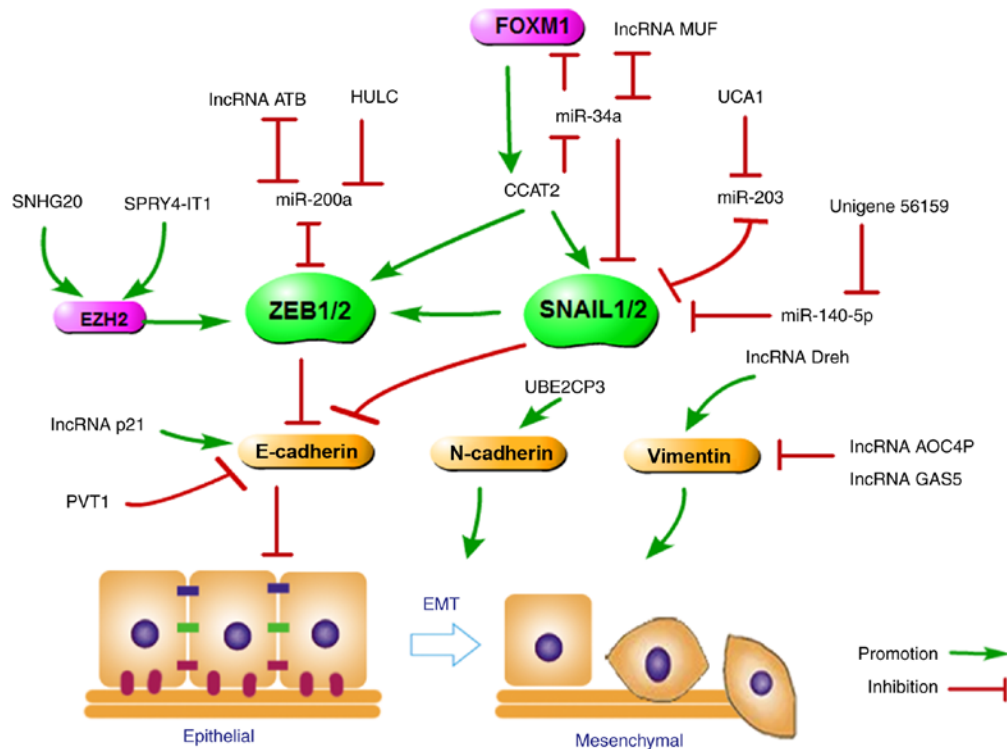 FOXM1
lncRNA MUF
lncRNA ATB
HULC
UCA1
miR-34a
SNHG20
SPRY4-IT1
miR-200a
CCAT2
miR-203
Unigene 56159
EZH2
ZEB1/2
SNAIL1/2
miR-140-5p
lncRNA Dreh
UBE2CP3
lncRNA p21
E-cadherin
N-cadherin
Vimentin
lncRNA AOC4P
lncRNA GAS5
PVT1
EMT
Promotion
Inhibition
Epithelial
Mesenchymal